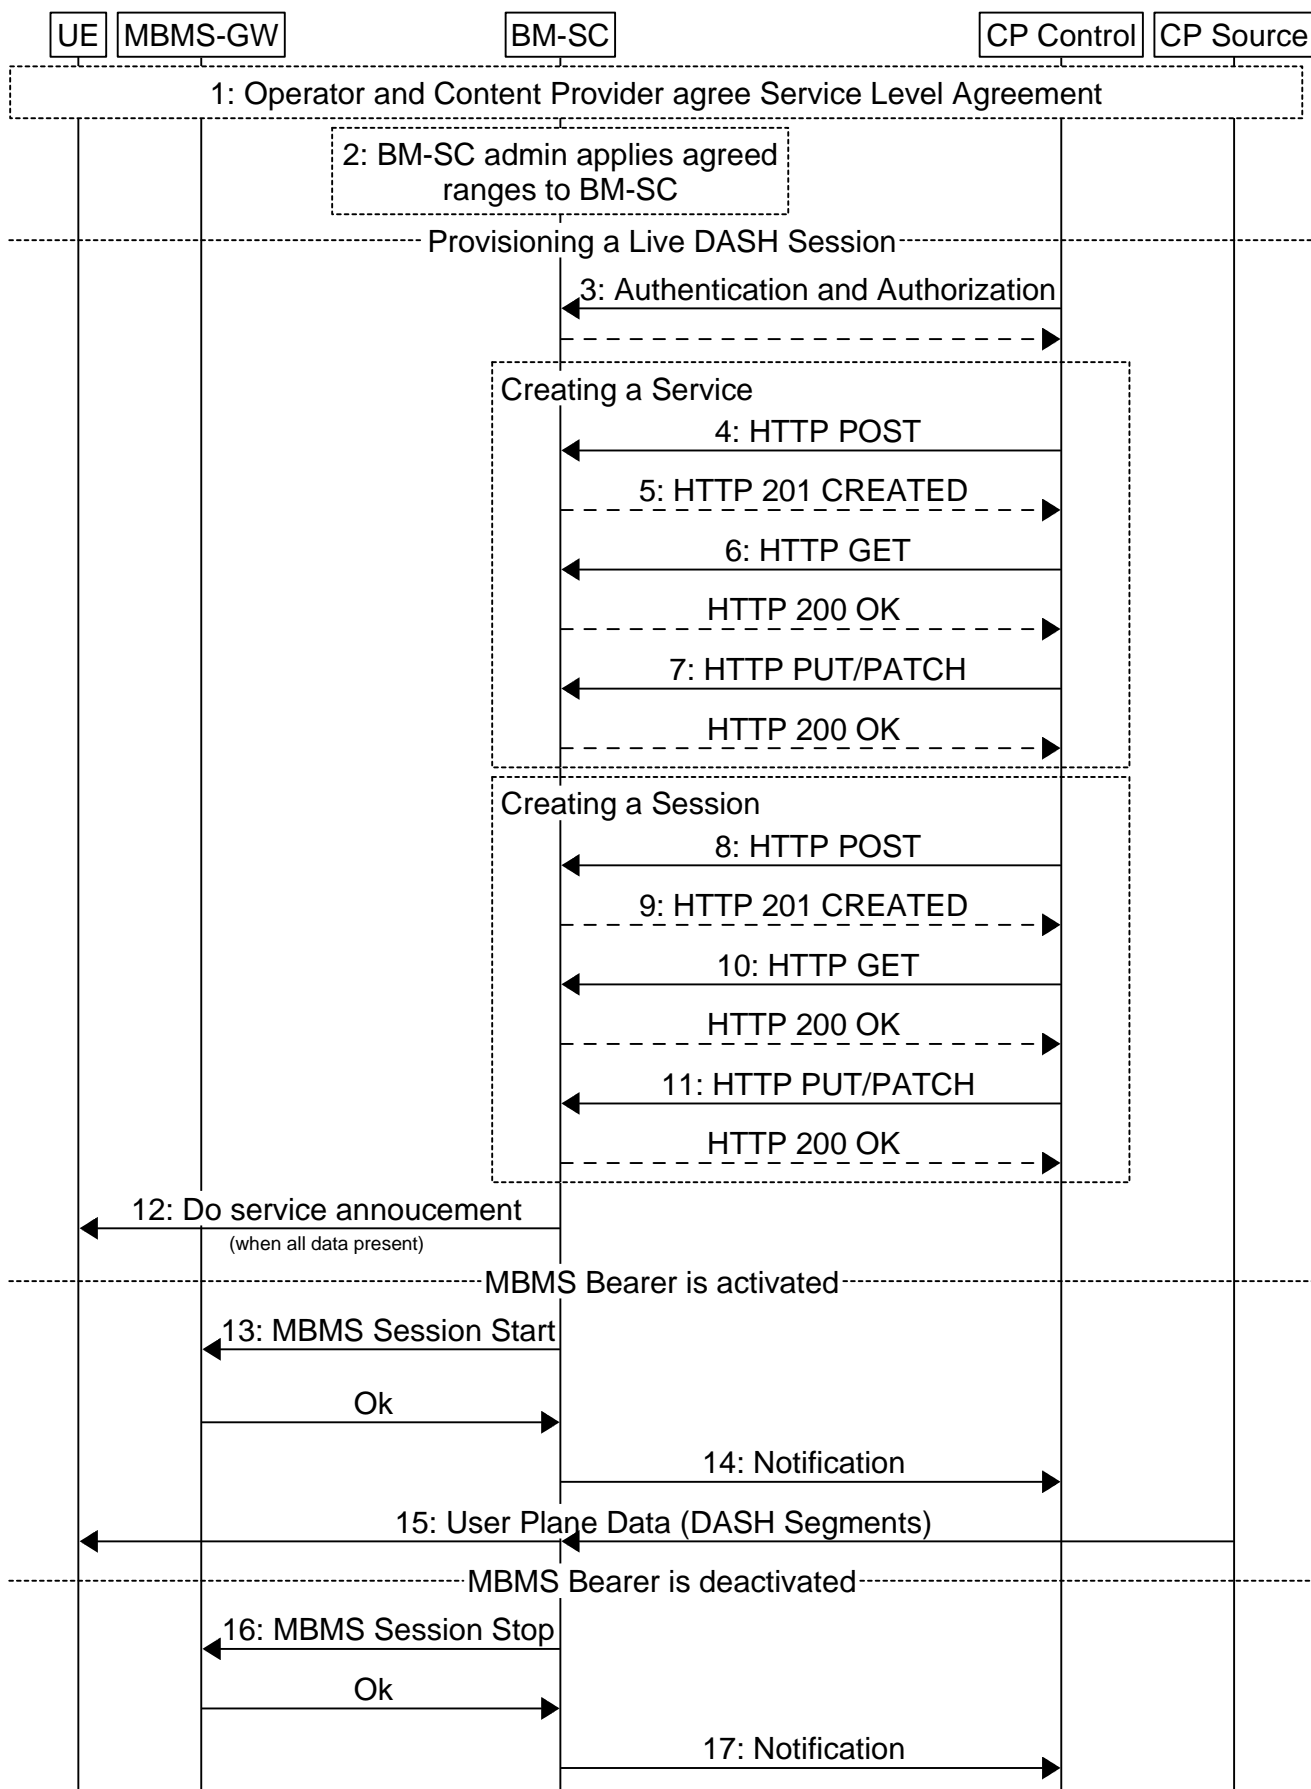 UE MBMS-GW BM-SC CP Control CP Source
1: Operator and Content Provider agree Service Level Agreement
2: BM-SC admin applies agreed
ranges to BM-SC
Provisioning a Live DASH Session
3: Authentication and Authorization
Creating a Service
4: HTTP POST
5: HTTP 201 CREATED
6: HTTP GET
HTTP 200 OK
7: HTTP PUT/PATCH
HTTP 200 OK
Creating a Session
8: HTTP POST
9: HTTP 201 CREATED
10: HTTP GET
HTTP 200 OK
11: HTTP PUT/PATCH
HTTP 200 OK
12: Do service annoucement
(when all data present)
MBMS Bearer is activated
13: MBMS Session Start
Ok
14: Notification
15: User Plane Data (DASH Segments)
MBMS Bearer is deactivated
16: MBMS Session Stop
Ok
17: Notification